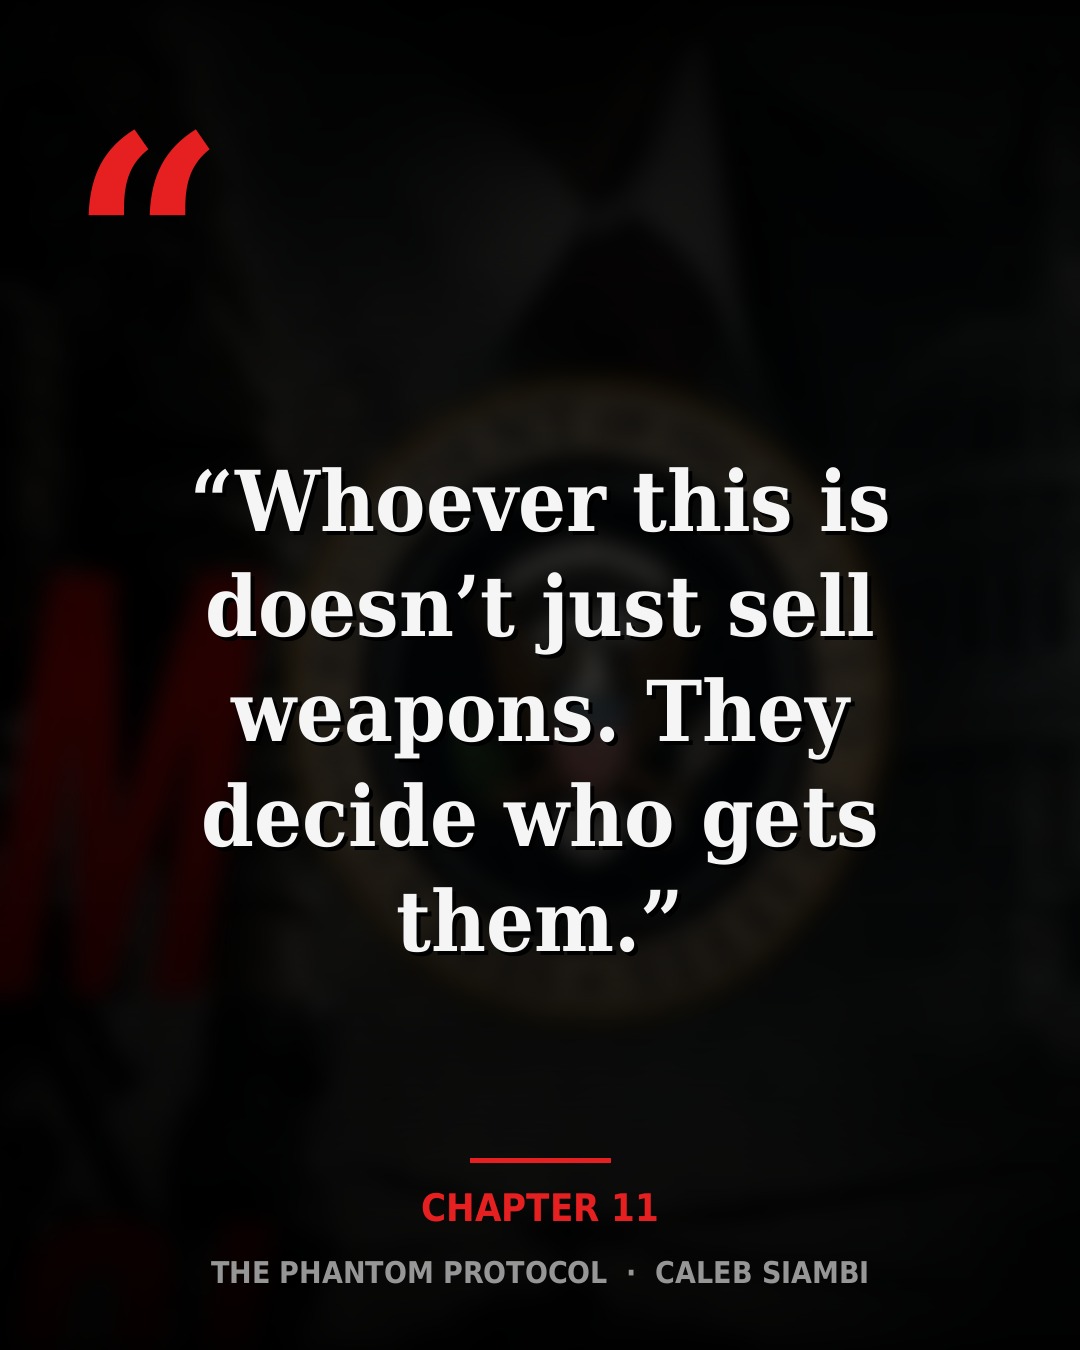 “
“Whoever this is
doesn’t just sell
weapons. They
decide who gets
them.”
CHAPTER 11
THE PHANTOM PROTOCOL · CALEB SIAMBI